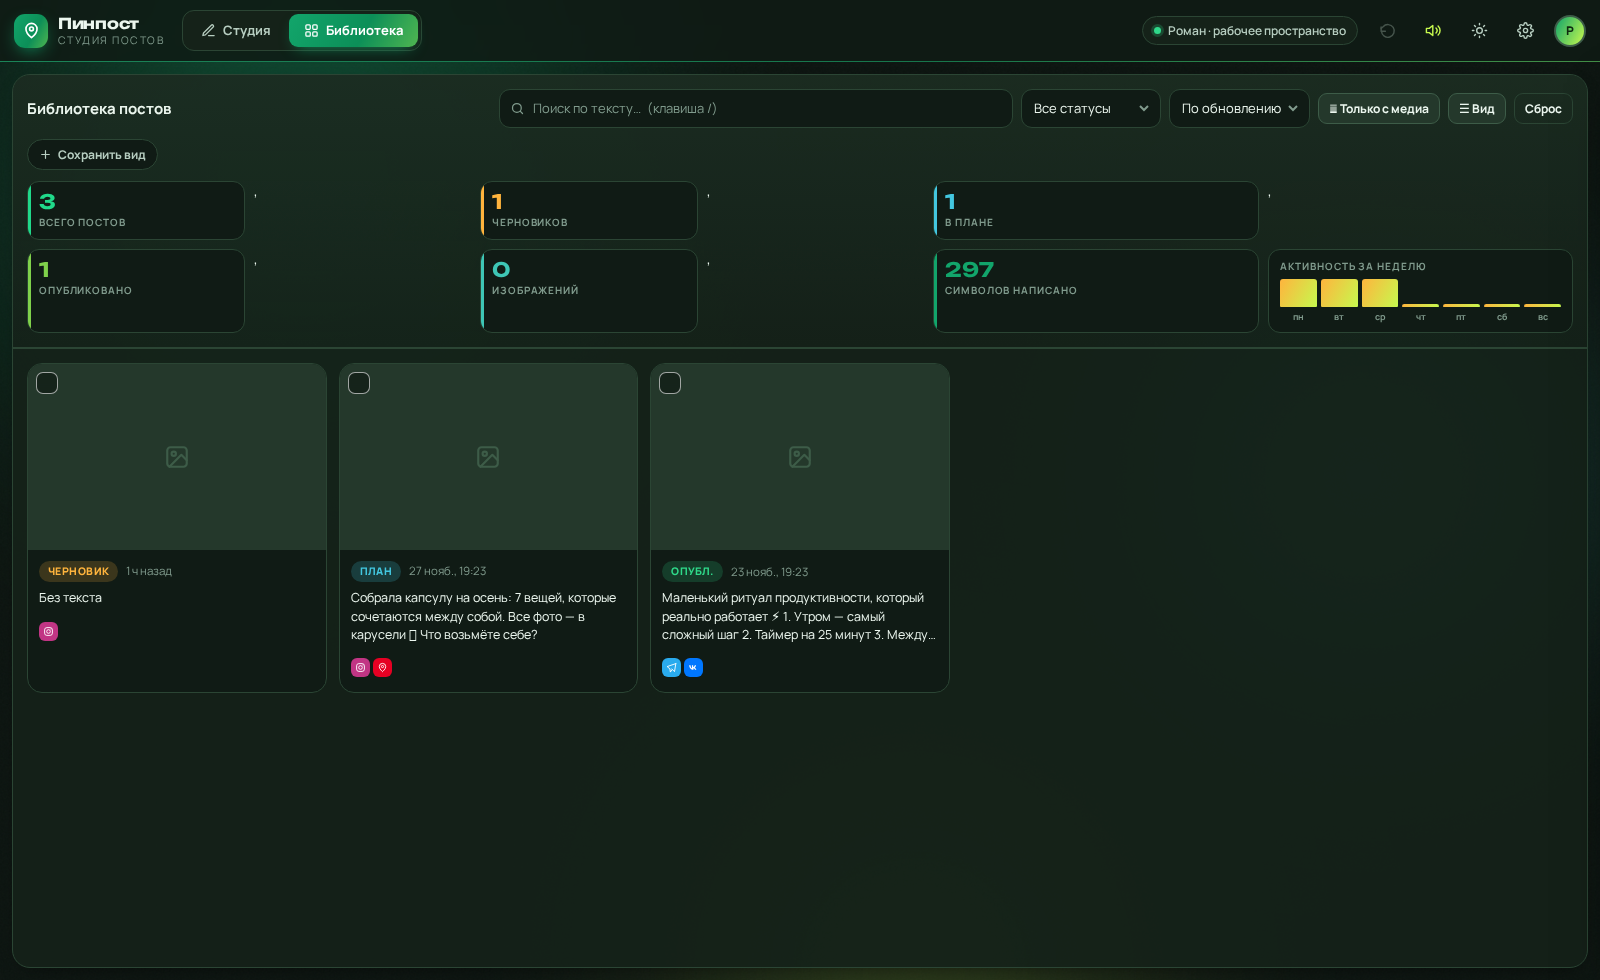 Пинпост
СТУДИЯ ПОСТОВ
Студия
Библиотека
Роман · рабочее пространство
P
Библиотека постов
Поиск по тексту… (клавиша /)
Все статусы
По обновлению
Только с медиа
☰ Вид
Сброс
+ Сохранить вид
3
ВСЕГО ПОСТОВ
,
1
ЧЕРНОВИКОВ
,
1
В ПЛАНЕ
,
1
ОПУБЛИКОВАНО
,
0
ИЗОБРАЖЕНИЙ
,
297
СИМВОЛОВ НАПИСАНО
АКТИВНОСТЬ ЗА НЕДЕЛЮ
пн вт ср чт пт сб вс
ЧЕРНОВИК 1 ч назад
Без текста
ПЛАН 27 нояб., 19:23
Собрала капсулу на осень: 7 вещей, которые
сочетаются между собой. Все фото — в
карусели ▯ Что возьмёте себе?
ОПУБЛ. 23 нояб., 19:23
Маленький ритуал продуктивности, который
реально работает ⚡ 1. Утром — самый
сложный шаг 2. Таймер на 25 минут 3. Между…